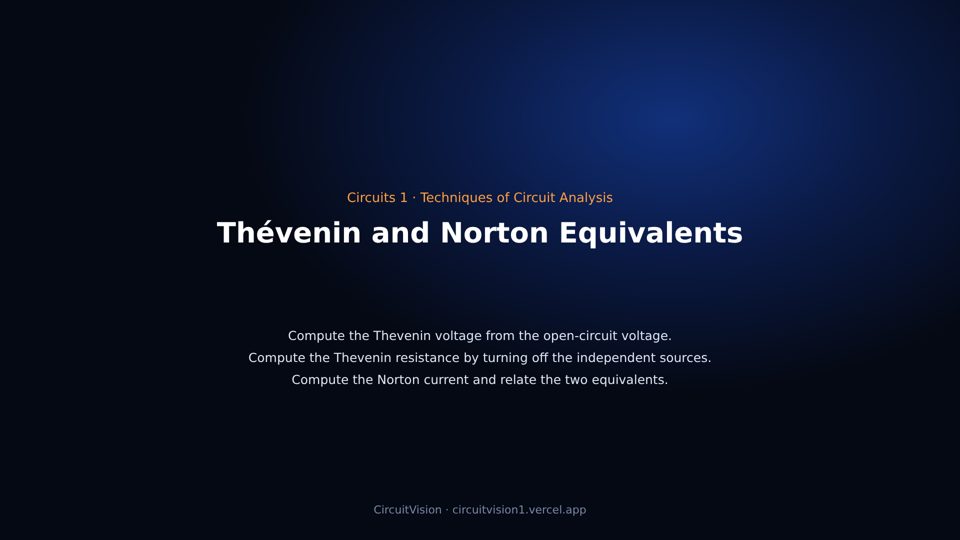 Circuits 1 · Techniques of Circuit Analysis
Thévenin and Norton Equivalents
Compute the Thevenin voltage from the open-circuit voltage.
Compute the Thevenin resistance by turning off the independent sources.
Compute the Norton current and relate the two equivalents.
CircuitVision · circuitvision1.vercel.app